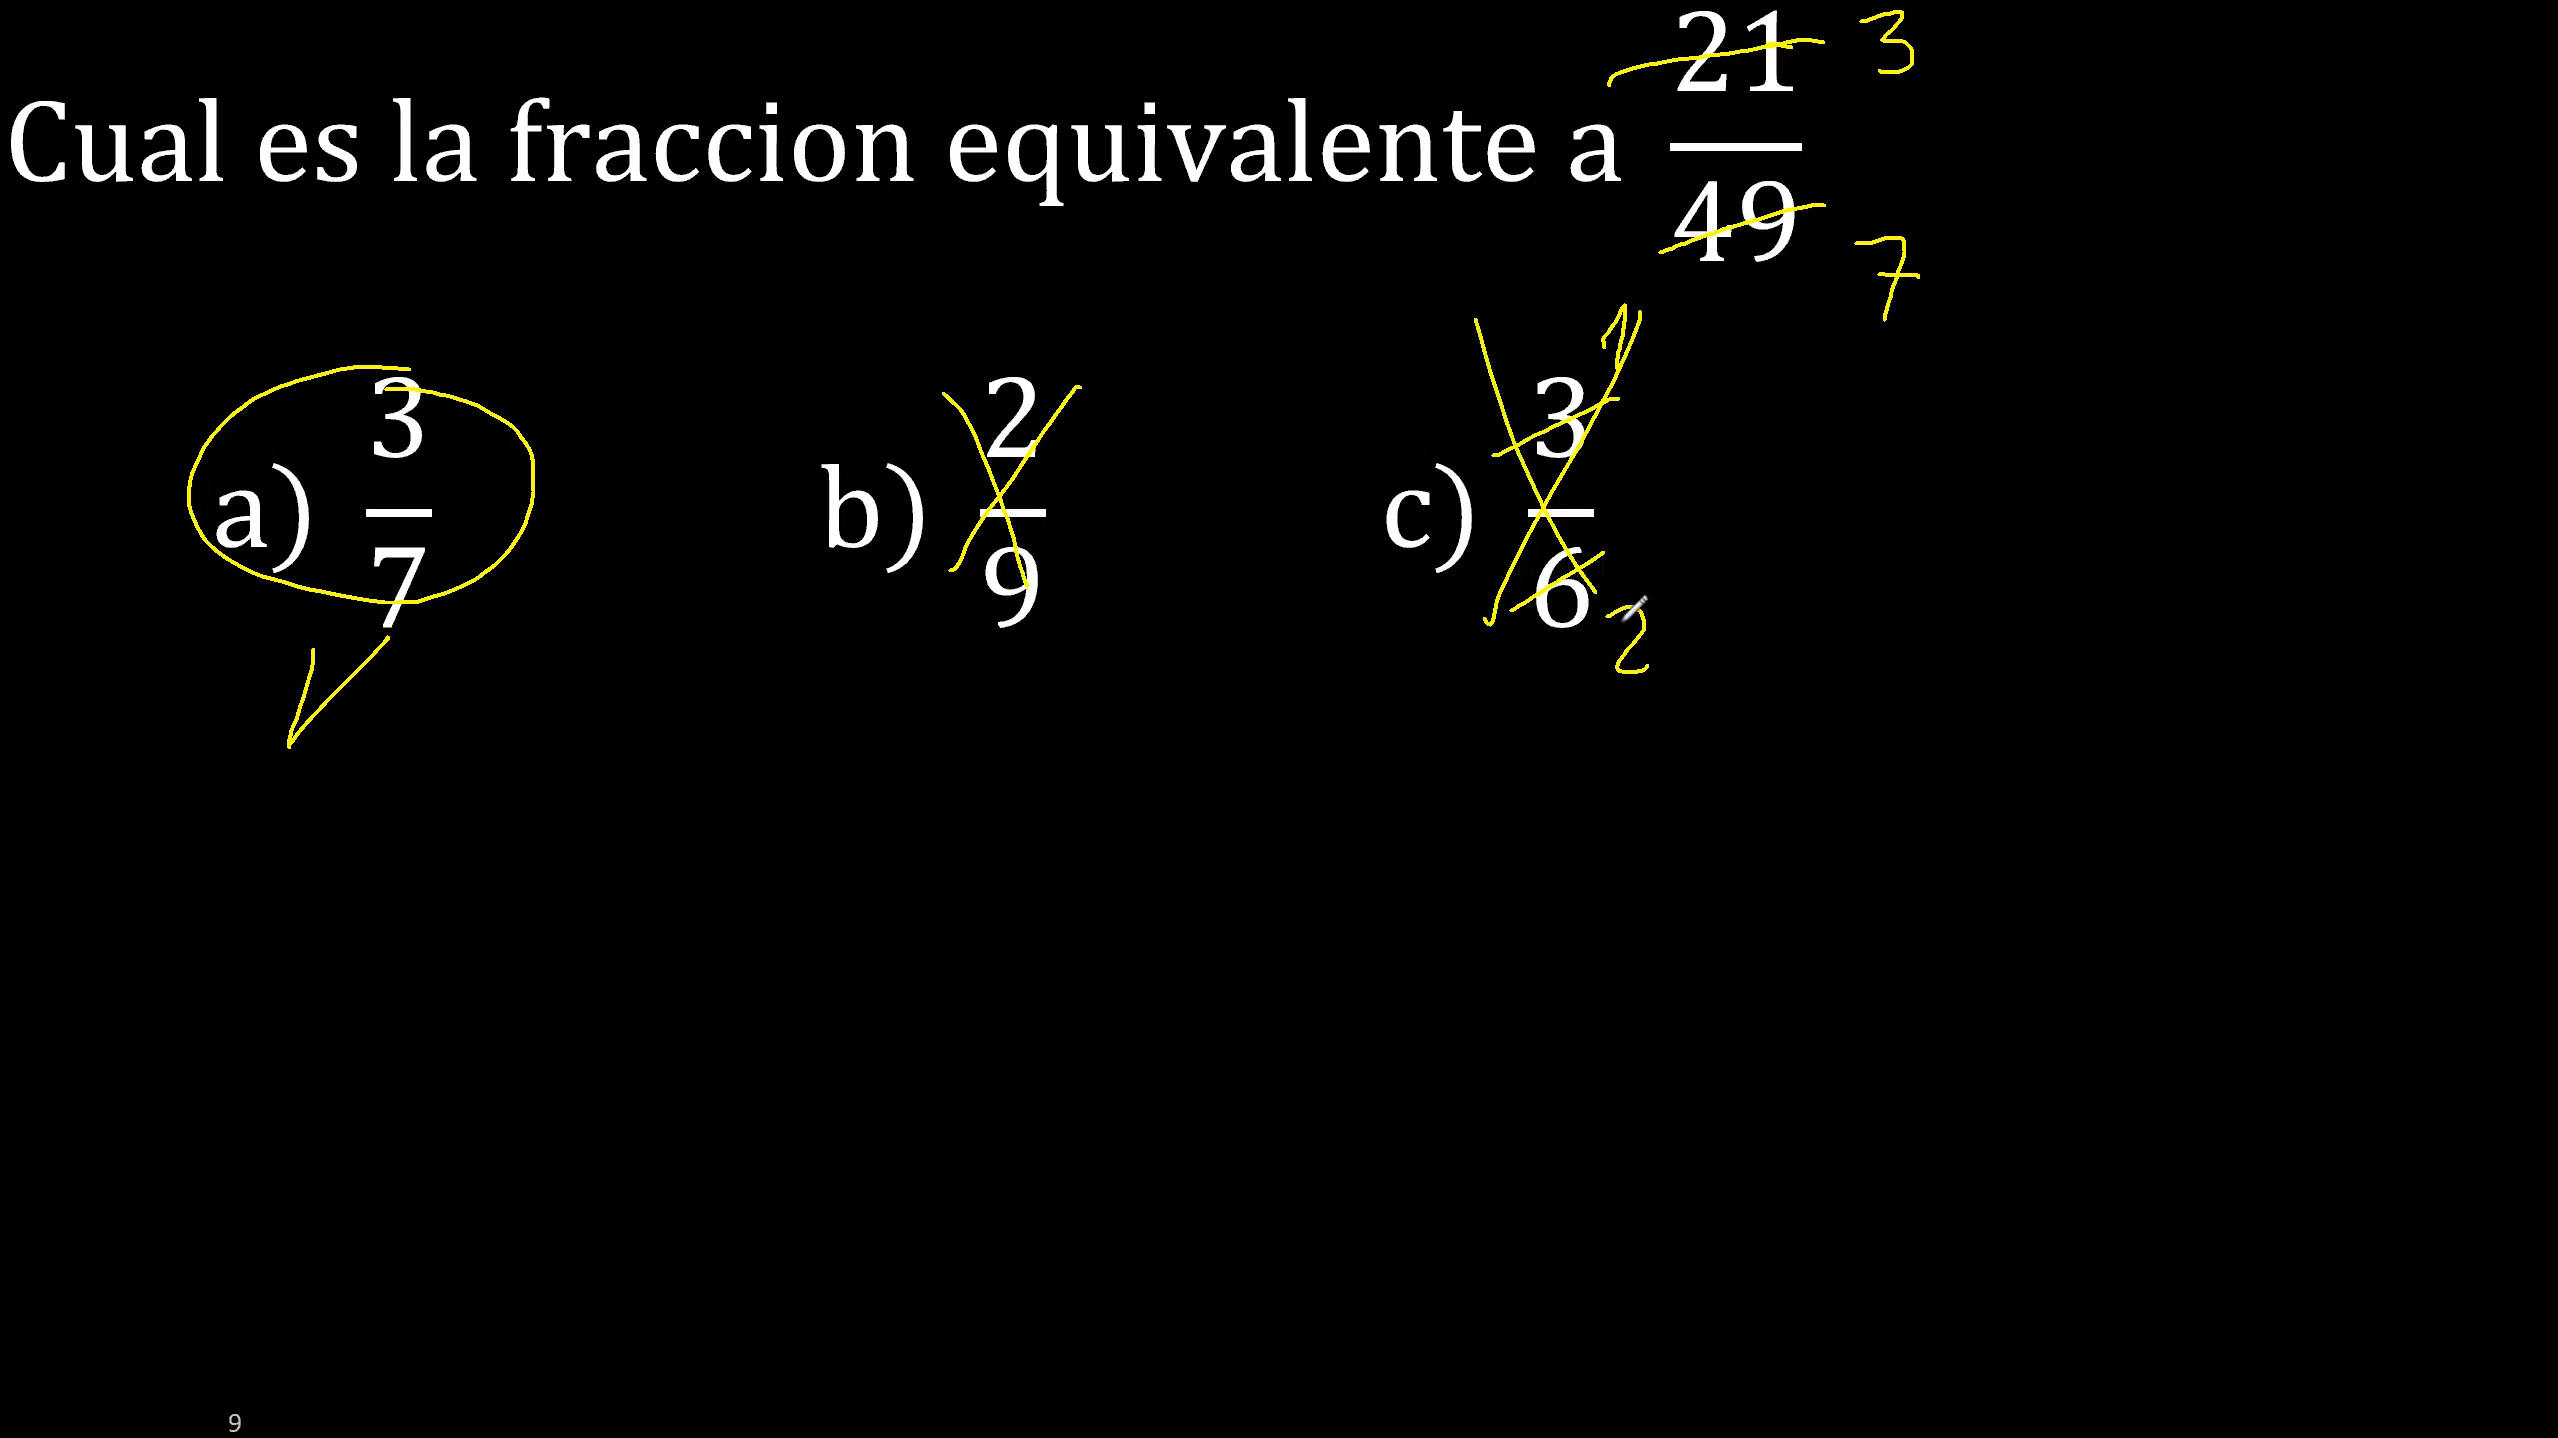 Cual es la fraccion equivalente a 21/49 3 7
a) 3/7 b) 2/9 c) 3/6 1 2
9